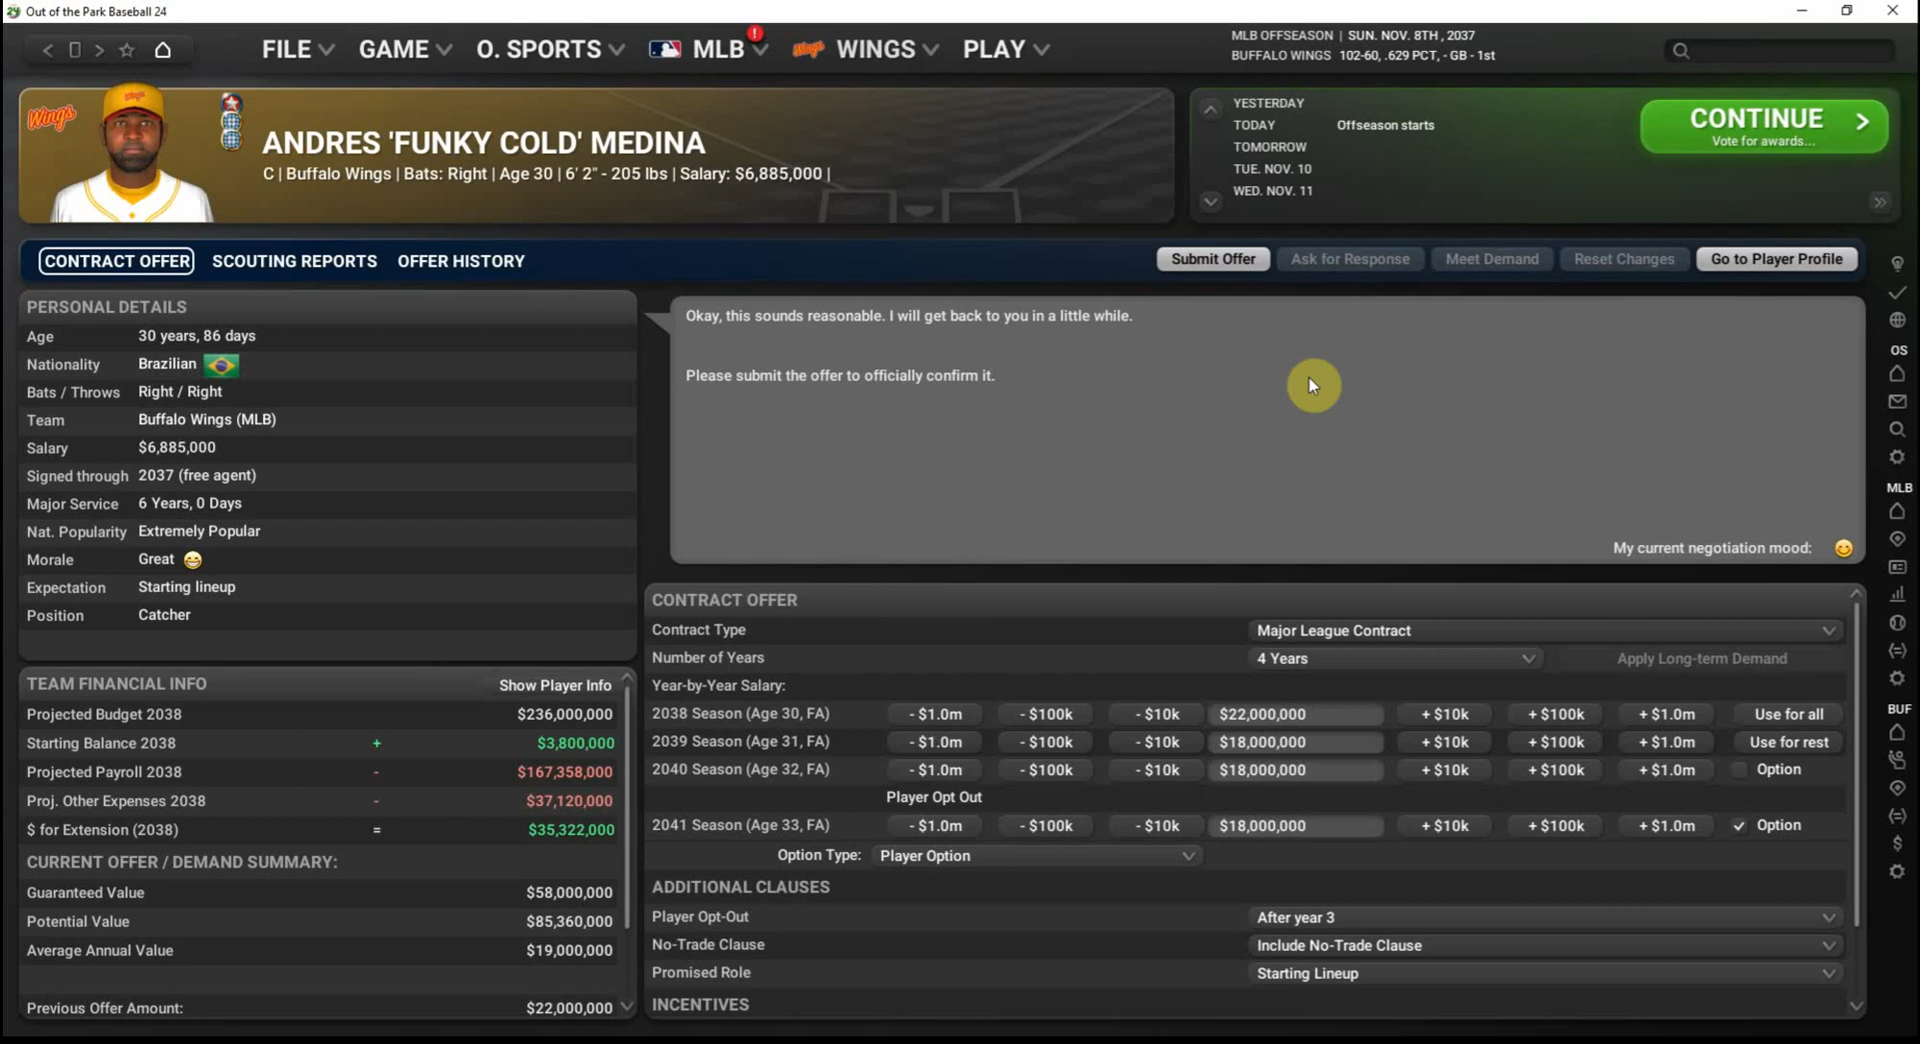 24 Out of the Park Baseball 24
FILE GAME O. SPORTS MLB ! WINGS PLAY
MLB OFFSEASON | SUN. NOV. 8TH , 2037
BUFFALO WINGS 102-60, .629 PCT, - GB - 1st
Wings
ANDRES 'FUNKY COLD' MEDINA
C | Buffalo Wings | Bats: Right | Age 30 | 6' 2" - 205 lbs | Salary: $6,885,000 |
YESTERDAY
TODAY Offseason starts
TOMORROW
TUE. NOV. 10
WED. NOV. 11
CONTINUE
Vote for awards...
CONTRACT OFFER SCOUTING REPORTS OFFER HISTORY
Submit Offer Ask for Response Meet Demand Reset Changes Go to Player Profile
PERSONAL DETAILS
Age 30 years, 86 days
Nationality Brazilian
Bats / Throws Right / Right
Team Buffalo Wings (MLB)
Salary $6,885,000
Signed through 2037 (free agent)
Major Service 6 Years, 0 Days
Nat. Popularity Extremely Popular
Morale Great
Expectation Starting lineup
Position Catcher
Okay, this sounds reasonable. I will get back to you in a little while.
Please submit the offer to officially confirm it.
My current negotiation mood:
TEAM FINANCIAL INFO Show Player Info
Projected Budget 2038 $236,000,000
Starting Balance 2038 + $3,800,000
Projected Payroll 2038 - $167,358,000
Proj. Other Expenses 2038 - $37,120,000
$ for Extension (2038) = $35,322,000
CURRENT OFFER / DEMAND SUMMARY:
Guaranteed Value $58,000,000
Potential Value $85,360,000
Average Annual Value $19,000,000
Previous Offer Amount: $22,000,000
CONTRACT OFFER
Contract Type Major League Contract
Number of Years 4 Years Apply Long-term Demand
Year-by-Year Salary:
2038 Season (Age 30, FA) - $1.0m - $100k - $10k $22,000,000 + $10k + $100k + $1.0m Use for all
2039 Season (Age 31, FA) - $1.0m - $100k - $10k $18,000,000 + $10k + $100k + $1.0m Use for rest
2040 Season (Age 32, FA) - $1.0m - $100k - $10k $18,000,000 + $10k + $100k + $1.0m Option
Player Opt Out
2041 Season (Age 33, FA) - $1.0m - $100k - $10k $18,000,000 + $10k + $100k + $1.0m Option
Option Type: Player Option
ADDITIONAL CLAUSES
Player Opt-Out After year 3
No-Trade Clause Include No-Trade Clause
Promised Role Starting Lineup
INCENTIVES
OS
MLB
BUF
$